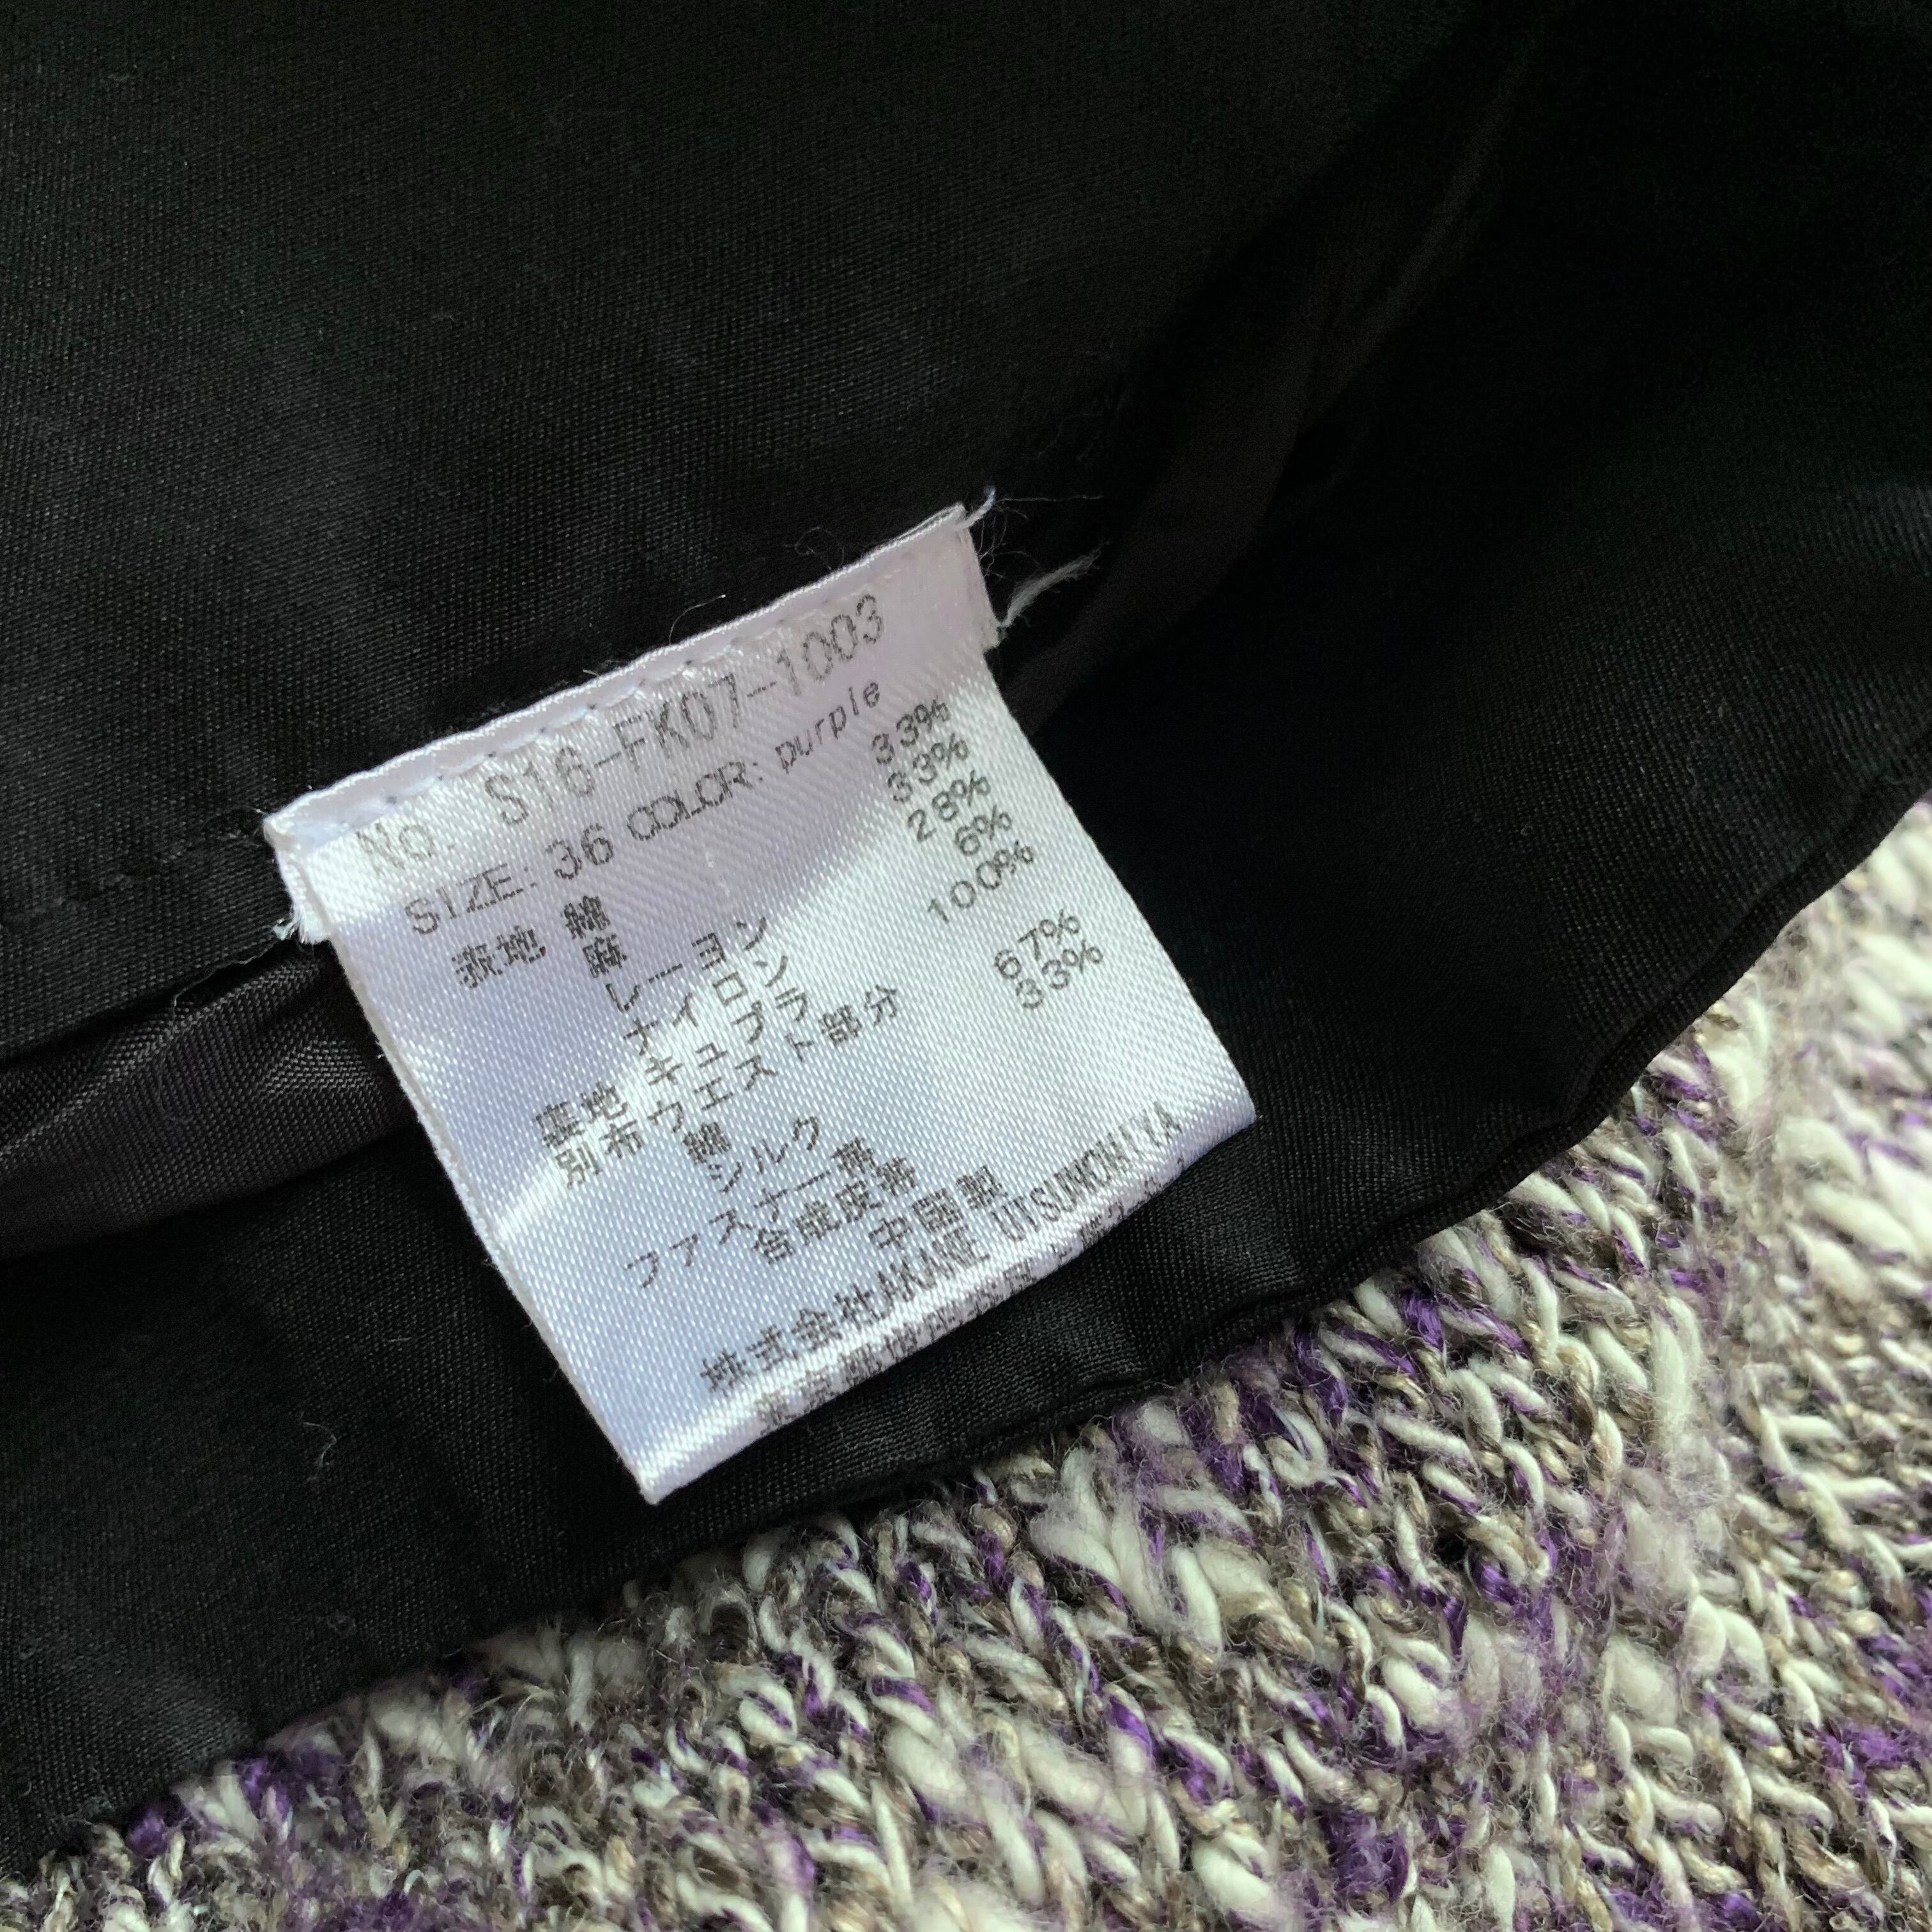 No. S16-FK07-1003
SIZE: 36 COLOR: purple
表地 綿 33%
麻 33%
レーヨン 28%
ナイロン 6%
裏地 キュプラ 100%
別布 ウエスト部分
綿 67%
シルク 33%
ファスナー
合成皮革
中国製
株式会社AKANE UTSUNOMIYA